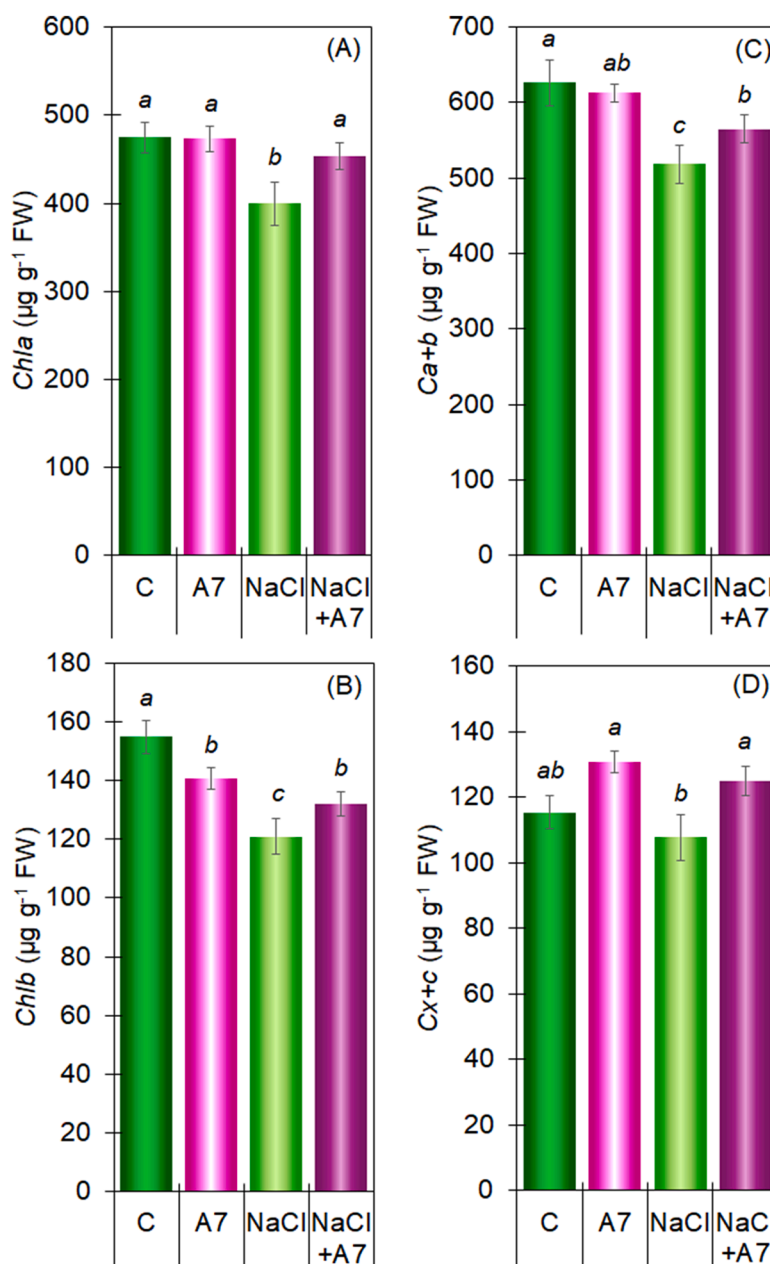 600
500
400
300
200
100
0
Chla (µg g⁻¹ FW)
(A)
a
a
b
a
C
A7
NaCl
NaCl
+A7
700
600
500
400
300
200
100
0
Ca+b (µg g⁻¹ FW)
(C)
a
ab
c
b
C
A7
NaCl
NaCl
+A7
180
160
140
120
100
80
60
40
20
0
Chlb (µg g⁻¹ FW)
(B)
a
b
c
b
C
A7
NaCl
NaCl
+A7
160
140
120
100
80
60
40
20
0
Cx+c (µg g⁻¹ FW)
(D)
ab
a
b
a
C
A7
NaCl
NaCl
+A7